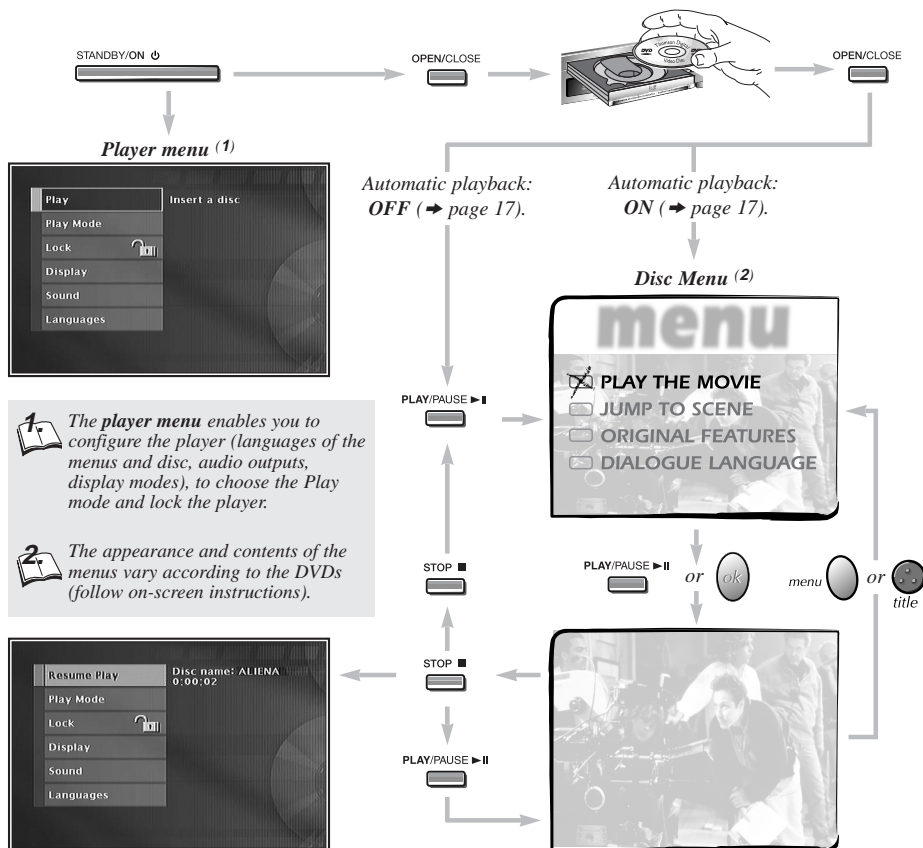 STANDBY/ON ⏻
OPEN/CLOSE
Thomson Digital
Video Disc
DVD
OPEN/CLOSE
Player menu (1)
Play
Insert a disc
Play Mode
Lock
Display
Sound
Languages
Automatic playback:
OFF (➜ page 17).
Automatic playback:
ON (➜ page 17).
Disc Menu (2)
menu
PLAY THE MOVIE
JUMP TO SCENE
ORIGINAL FEATURES
DIALOGUE LANGUAGE
PLAY/PAUSE ►II
1. The player menu enables you to
configure the player (languages of the
menus and disc, audio outputs,
display modes), to choose the Play
mode and lock the player.
2. The appearance and contents of the
menus vary according to the DVDs
(follow on-screen instructions).
STOP ■
PLAY/PAUSE ►II
or
ok
menu
or
title
STOP ■
Resume Play
Disc name: ALIENA
0;00;02
Play Mode
Lock
Display
Sound
Languages
PLAY/PAUSE ►II